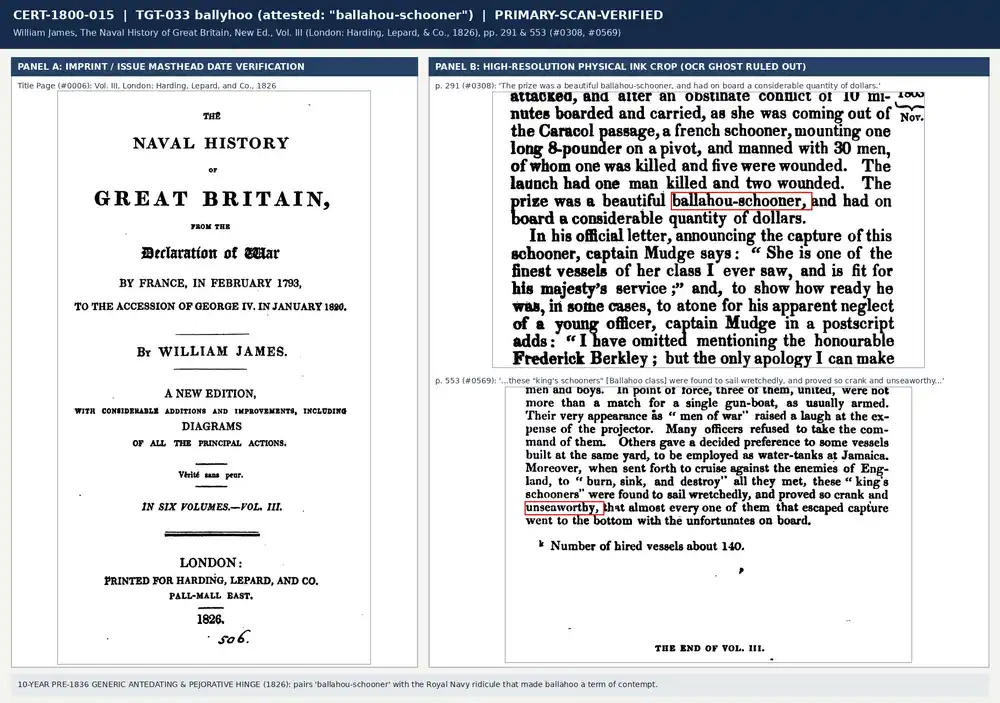 CERT-1800-015 | TGT-033 ballyhoo (attested: "ballahou-schooner") | PRIMARY-SCAN-VERIFIED
William James, The Naval History of Great Britain, New Ed., Vol. III (London: Harding, Lepard, & Co., 1826), pp. 291 & 553 (#0308, #0569)
PANEL A: IMPRINT / ISSUE MASTHEAD DATE VERIFICATION
Title Page (#0006): Vol. III, London: Harding, Lepard, and Co., 1826
THE
NAVAL HISTORY
OF
GREAT BRITAIN,
FROM THE
Declaration of War
BY FRANCE, IN FEBRUARY 1793,
TO THE ACCESSION OF GEORGE IV. IN JANUARY 1820.
BY WILLIAM JAMES.
A NEW EDITION,
WITH CONSIDERABLE ADDITIONS AND IMPROVEMENTS, INCLUDING
DIAGRAMS
OF ALL THE PRINCIPAL ACTIONS.
Vérité sans peur.
IN SIX VOLUMES.—VOL. III.
LONDON:
PRINTED FOR HARDING, LEPARD, AND CO.
PALL-MALL EAST.
1826.
506.
PANEL B: HIGH-RESOLUTION PHYSICAL INK CROP (OCR GHOST RULED OUT)
p. 291 (#0308): 'The prize was a beautiful ballahou-schooner, and had on board a considerable quantity of dollars.'
attacked, and after an obstinate conflict of 10 mi-
nutes boarded and carried, as she was coming out of
the Caracol passage, a french schooner, mounting one
long 8-pounder on a pivot, and manned with 30 men,
of whom one was killed and five were wounded. The
launch had one man killed and two wounded. The
prize was a beautiful ballahou-schooner, and had on
board a considerable quantity of dollars.
1803
Nov.
In his official letter, announcing the capture of this
schooner, captain Mudge says: " She is one of the
finest vessels of her class I ever saw, and is fit for
his majesty's service;" and, to show how ready he
was, in some cases, to atone for his apparent neglect
of a young officer, captain Mudge in a postscript
adds: " I have omitted mentioning the honourable
Frederick Berkley; but the only apology I can make
p. 553 (#0569): '...these "king's schooners" [Ballahoo class] were found to sail wretchedly, and proved so crank and unseaworthy...'
men and boys. In point of force, three of them, united, were not
more than a match for a single gun-boat, as usually armed.
Their very appearance as " men of war" raised a laugh at the ex-
pense of the projector. Many officers refused to take the com-
mand of them. Others gave a decided preference to some vessels
built at the same yard, to be employed as water-tanks at Jamaica.
Moreover, when sent forth to cruise against the enemies of Eng-
land, to " burn, sink, and destroy" all they met, these " king's
schooners" were found to sail wretchedly, and proved so crank and
unseaworthy, that almost every one of them that escaped capture
went to the bottom with the unfortunates on board.
k Number of hired vessels about 140.
THE END OF VOL. III.
10-YEAR PRE-1836 GENERIC ANTEDATING & PEJORATIVE HINGE (1826): pairs 'ballahou-schooner' with the Royal Navy ridicule that made ballahoo a term of contempt.